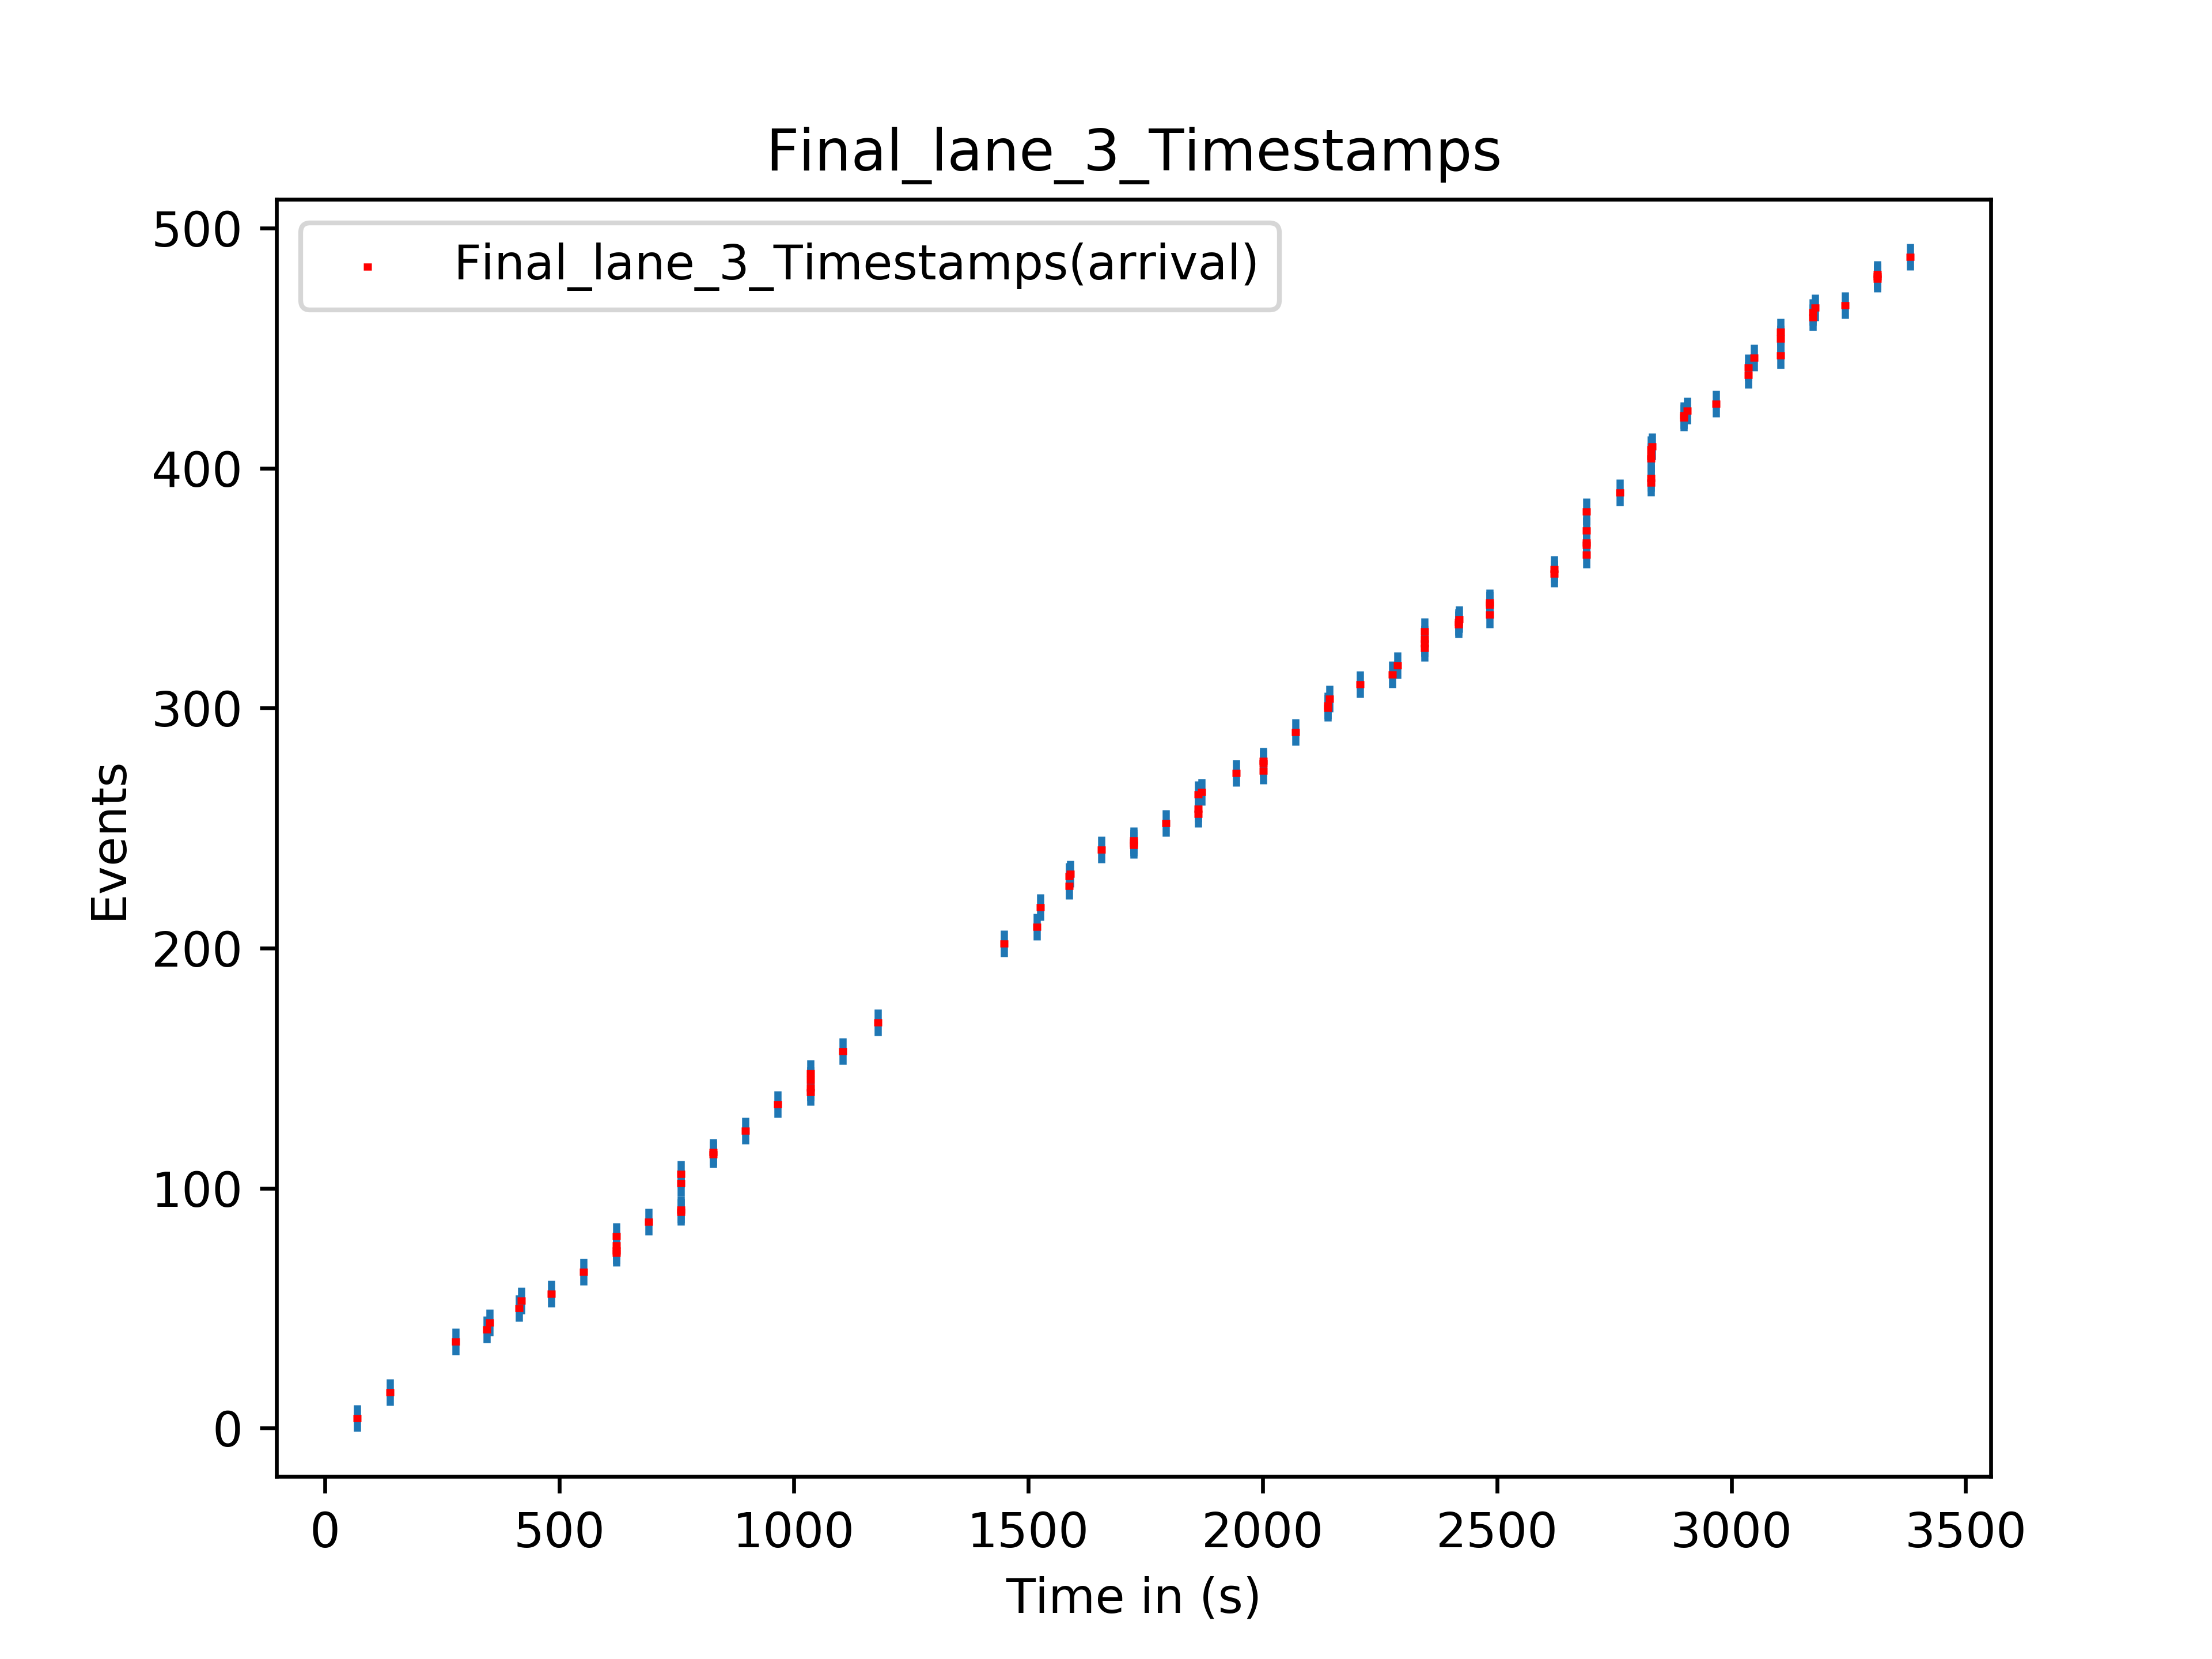 Final_lane_3_Timestamps
Final_lane_3_Timestamps(arrival)
500
400
300
200
100
0
Events
0 500 1000 1500 2000 2500 3000 3500
Time in (s)